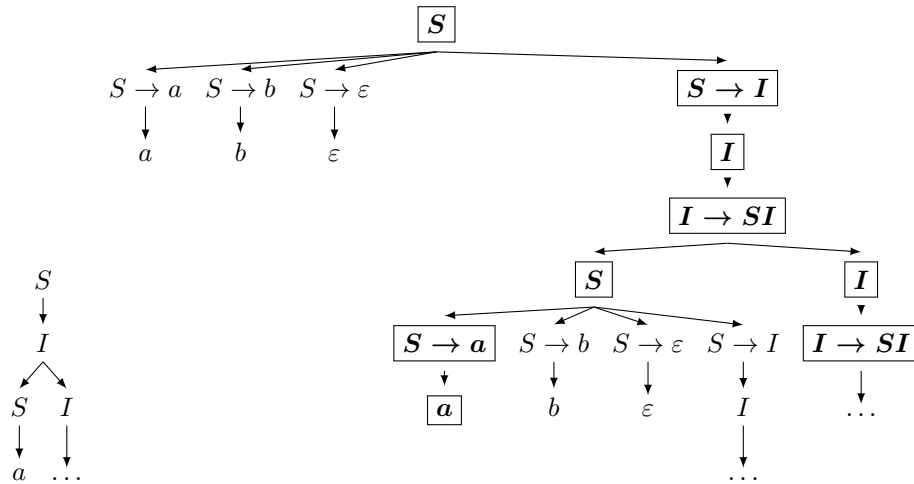 S
S → a S → b S → ε S → I
a b ε I
I → SI
S S I
I S → a S → b S → ε S → I I → SI
S I a b ε I ...
a ... ...